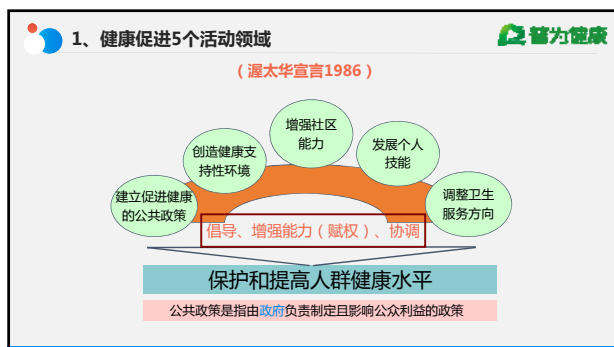 1、健康促进5个活动领域
普为健康
（渥太华宣言1986）
增强社区
能力
创造健康支
持性环境
发展个人
技能
建立促进健康
的公共政策
调整卫生
服务方向
倡导、增强能力（赋权）、协调
保护和提高人群健康水平
公共政策是指由政府负责制定且影响公众利益的政策